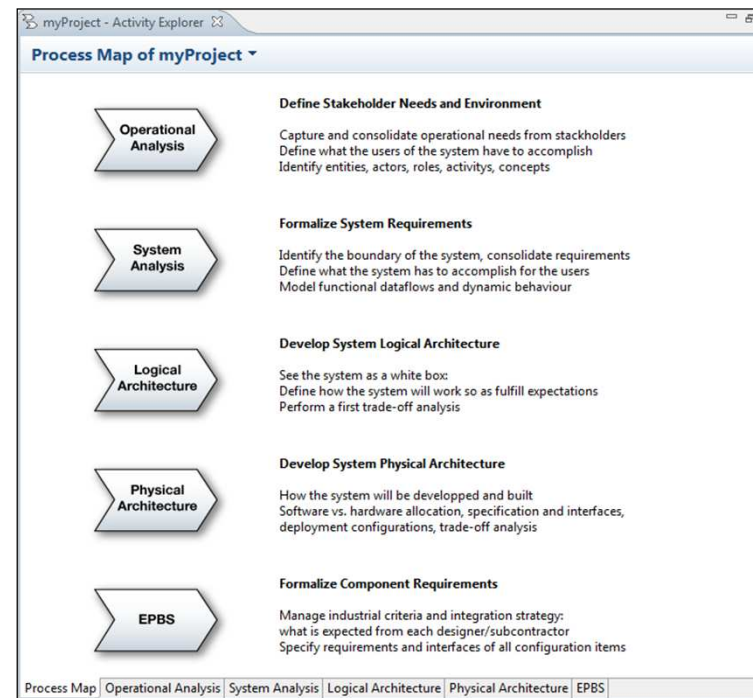 myProject - Activity Explorer
Process Map of myProject
Operational
Analysis
Define Stakeholder Needs and Environment
Capture and consolidate operational needs from stackholders
Define what the users of the system have to accomplish
Identify entities, actors, roles, activitys, concepts
System
Analysis
Formalize System Requirements
Identify the boundary of the system, consolidate requirements
Define what the system has to accomplish for the users
Model functional dataflows and dynamic behaviour
Logical
Architecture
Develop System Logical Architecture
See the system as a white box:
Define how the system will work so as fulfill expectations
Perform a first trade-off analysis
Physical
Architecture
Develop System Physical Architecture
How the system will be developped and built
Software vs. hardware allocation, specification and interfaces,
deployment configurations, trade-off analysis
EPBS
Formalize Component Requirements
Manage industrial criteria and integration strategy:
what is expected from each designer/subcontractor
Specify requirements and interfaces of all configuration items
Process Map Operational Analysis System Analysis Logical Architecture Physical Architecture EPBS